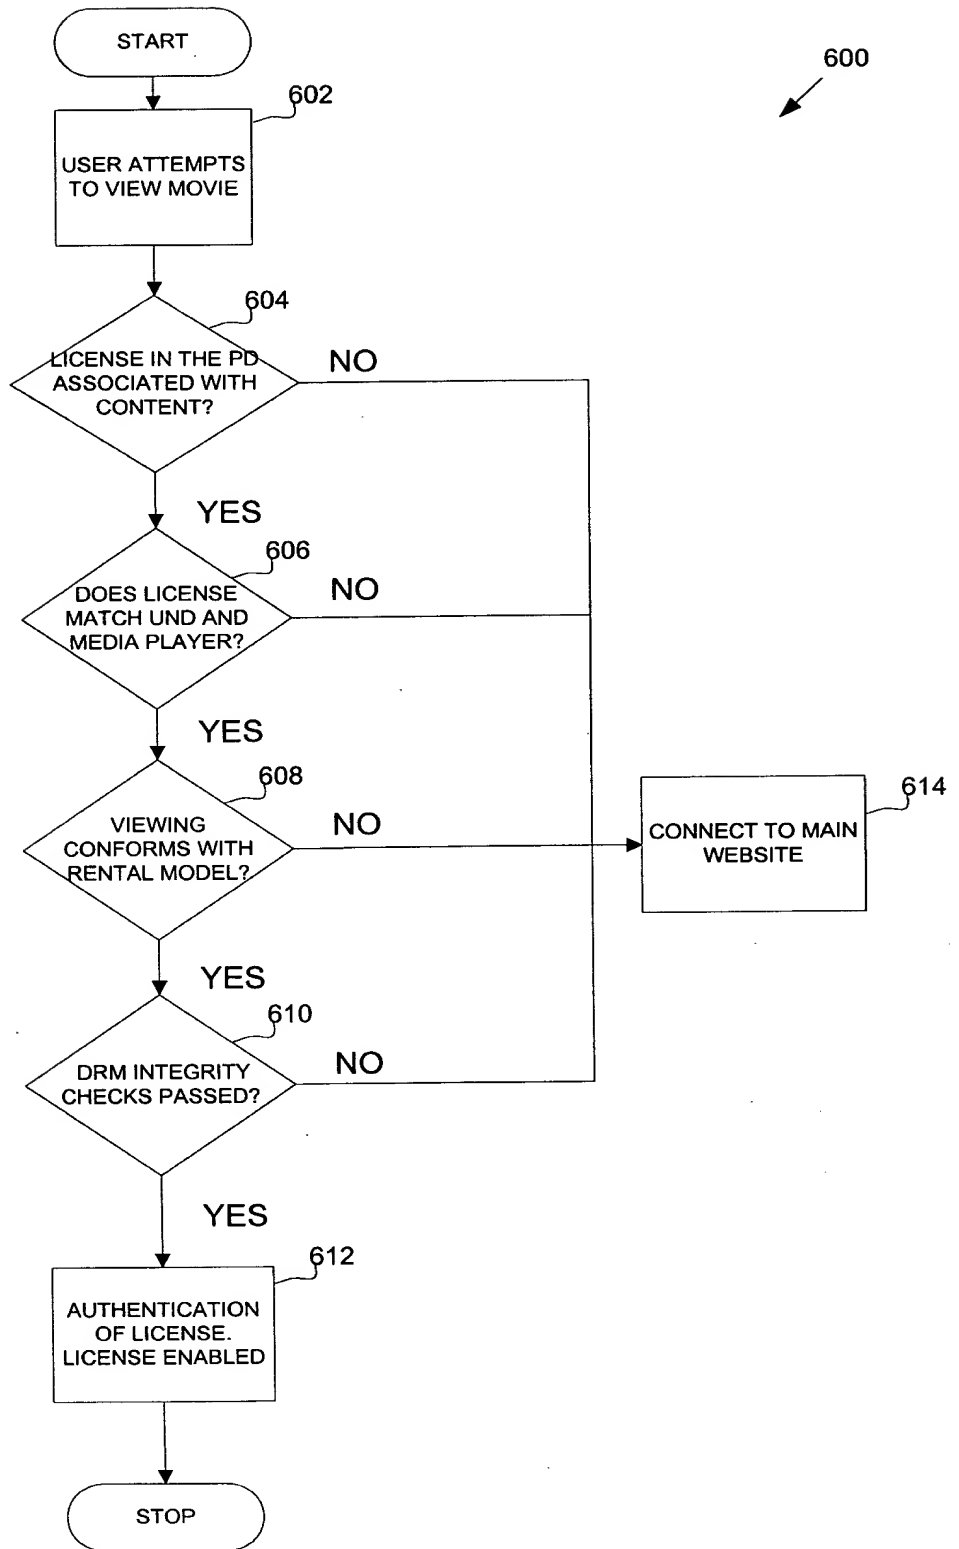 START
600
602
USER ATTEMPTS
TO VIEW MOVIE
604
LICENSE IN THE PD
ASSOCIATED WITH
CONTENT?
NO
YES
606
DOES LICENSE
MATCH UND AND
MEDIA PLAYER?
NO
YES
608
VIEWING
CONFORMS WITH
RENTAL MODEL?
NO
614
CONNECT TO MAIN
WEBSITE
YES
610
DRM INTEGRITY
CHECKS PASSED?
NO
YES
612
AUTHENTICATION
OF LICENSE.
LICENSE ENABLED
STOP